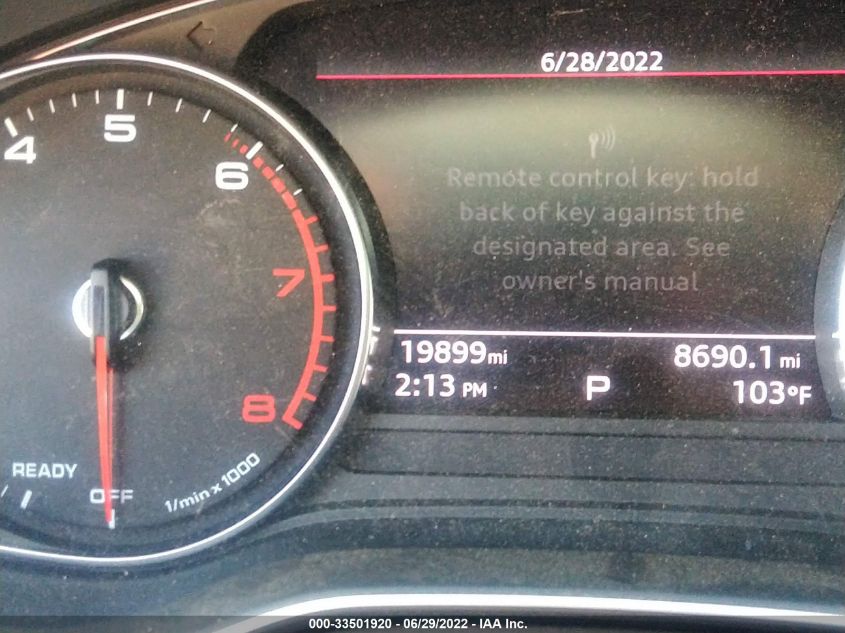 6/28/2022
4
5
6
7
8
Remote control key: hold
back of key against the
designated area. See
owner's manual
19899 mi
8690.1 mi
2:13 PM
P
103°F
READY
OFF
1/min x 1000
000-33501920 - 06/29/2022 - IAA Inc.